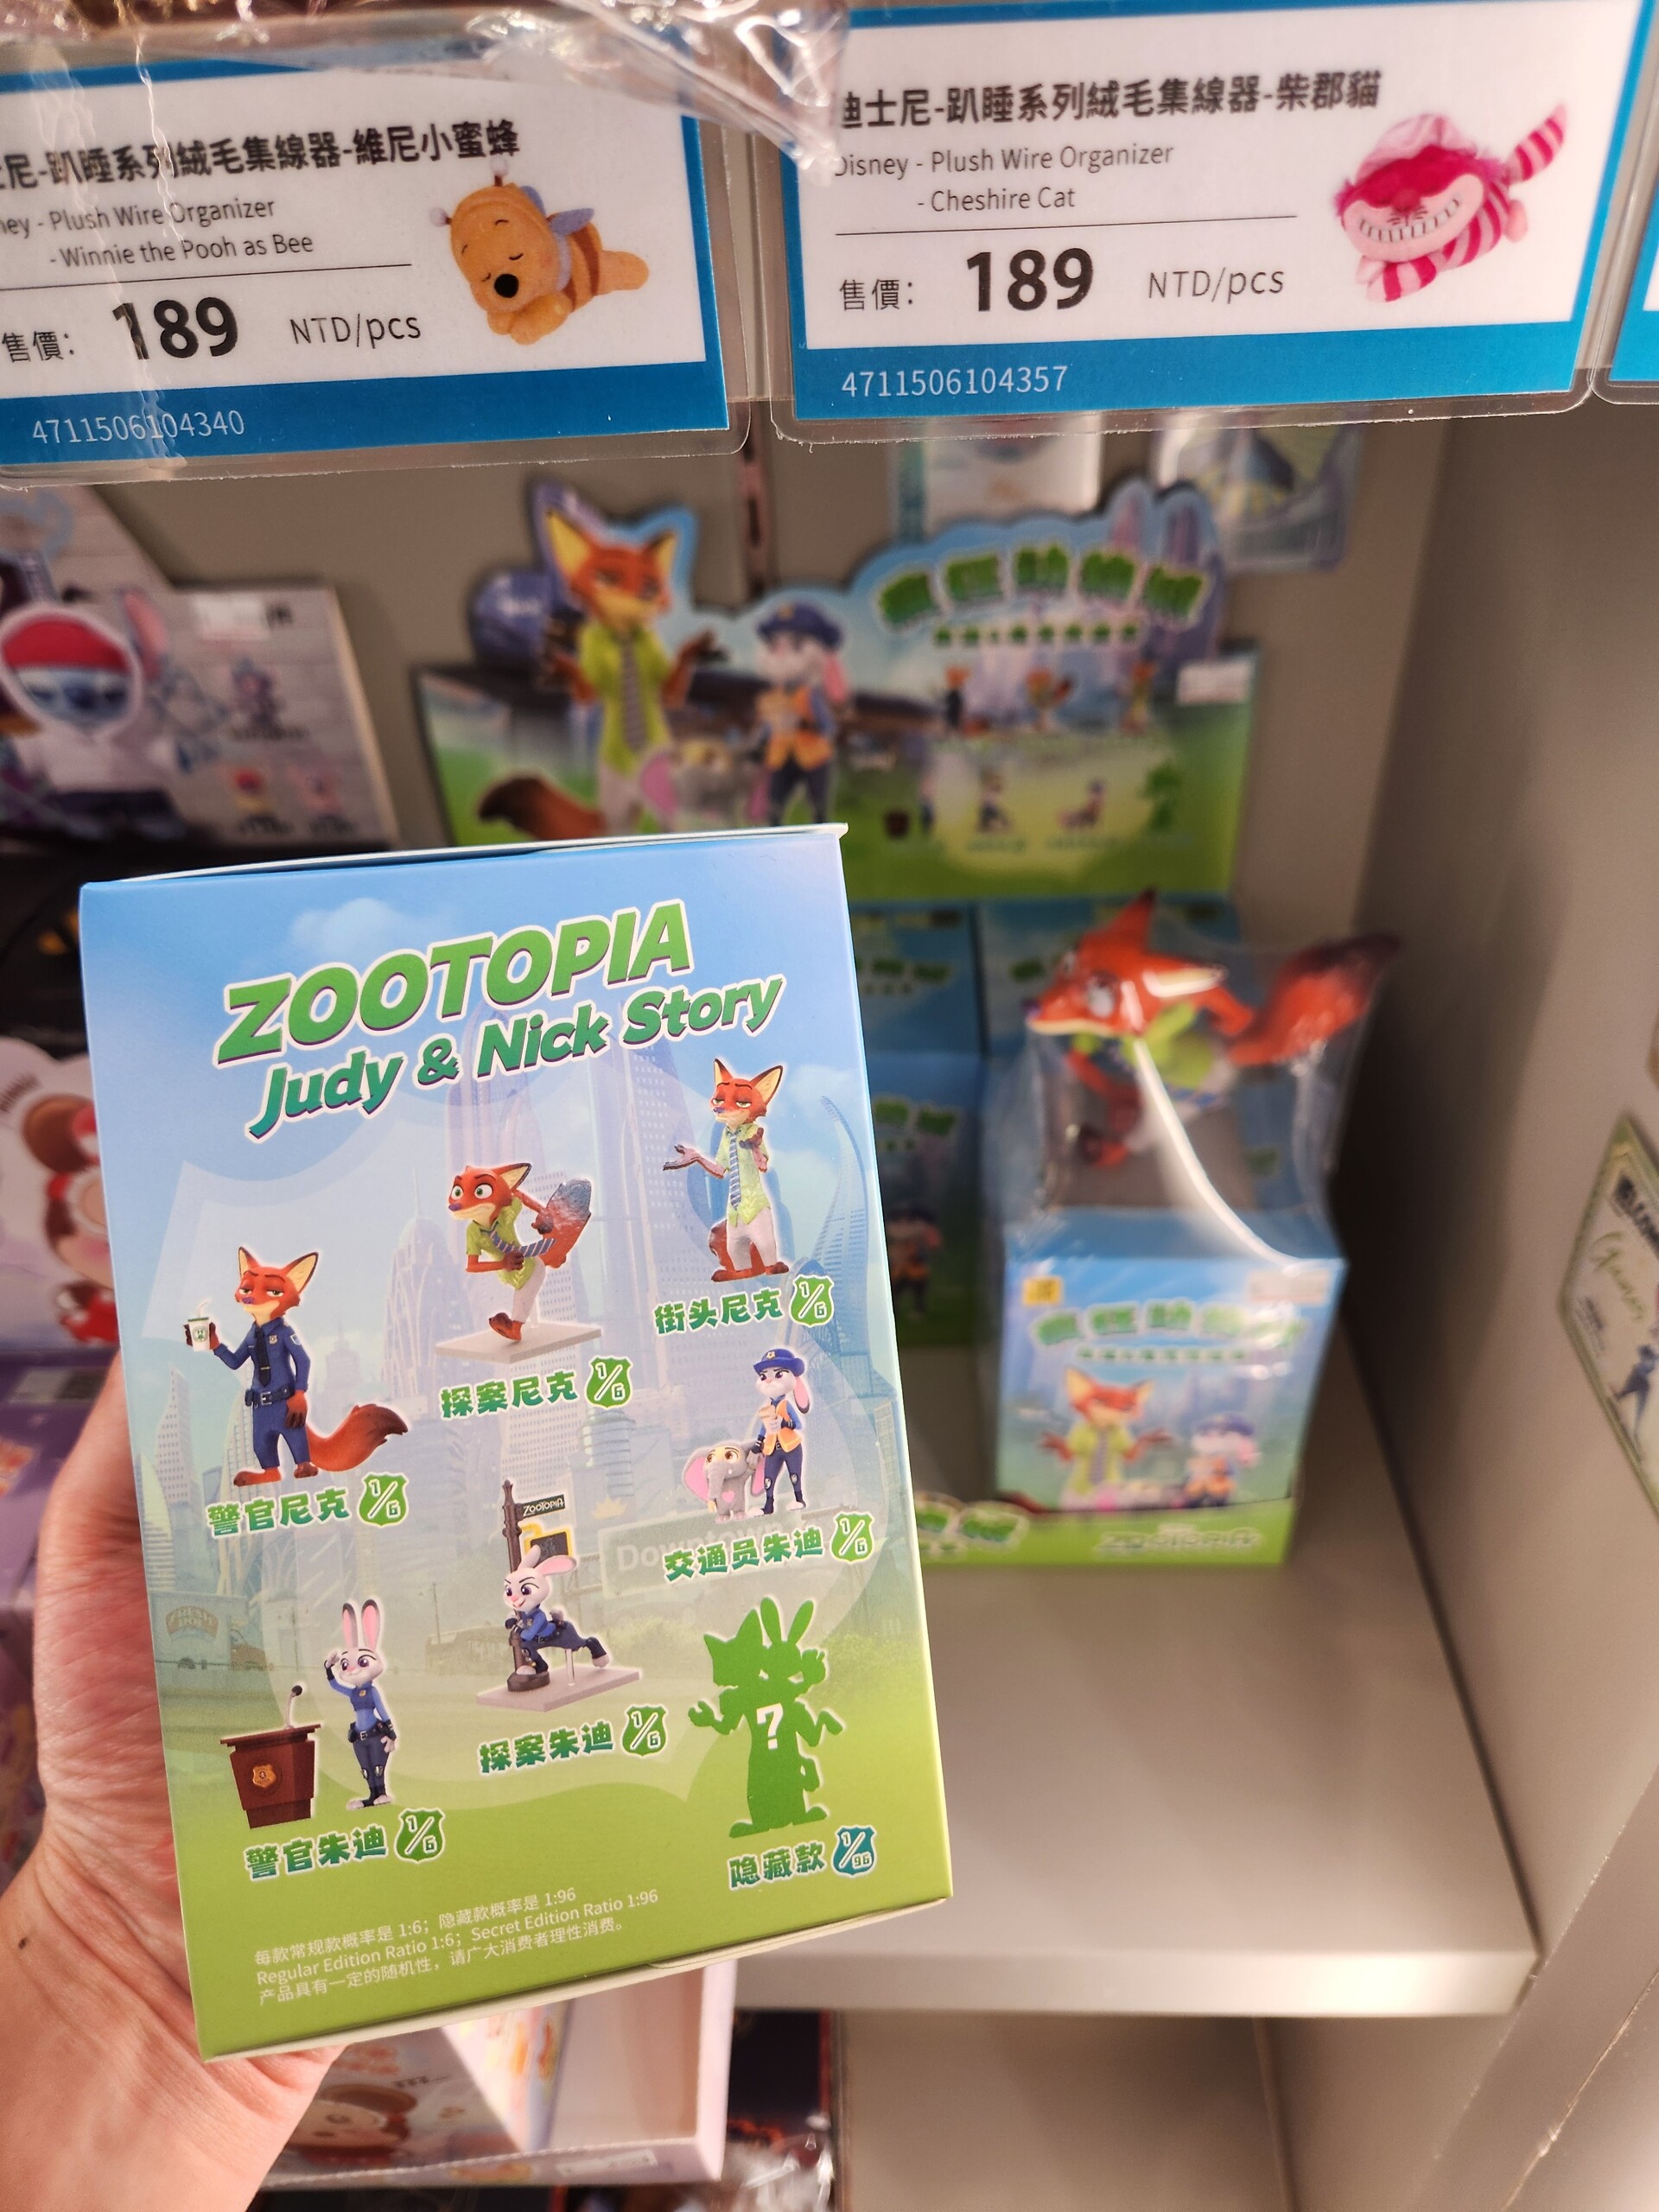 尼-趴睡系列絨毛集線器-維尼小蜜蜂
ney - Plush Wire Organizer
- Winnie the Pooh as Bee
售價: 189 NTD/pcs
4711506104340
迪士尼-趴睡系列絨毛集線器-柴郡貓
Disney - Plush Wire Organizer
- Cheshire Cat
售價: 189 NTD/pcs
4711506104357
ZOOTOPIA
Judy & Nick Story
街头尼克 1/6
探案尼克 1/6
警官尼克 1/6
ZOOTOPIA
交通员朱迪 1/6
探案朱迪 1/6
警官朱迪 1/6
?
隐藏款 1/96
每款常规款概率是 1:6；隐藏款概率是 1:96
Regular Edition Ratio 1:6；Secret Edition Ratio 1:96
产品具有一定的随机性，请广大消费者理性消费。
ZOOTOPIA